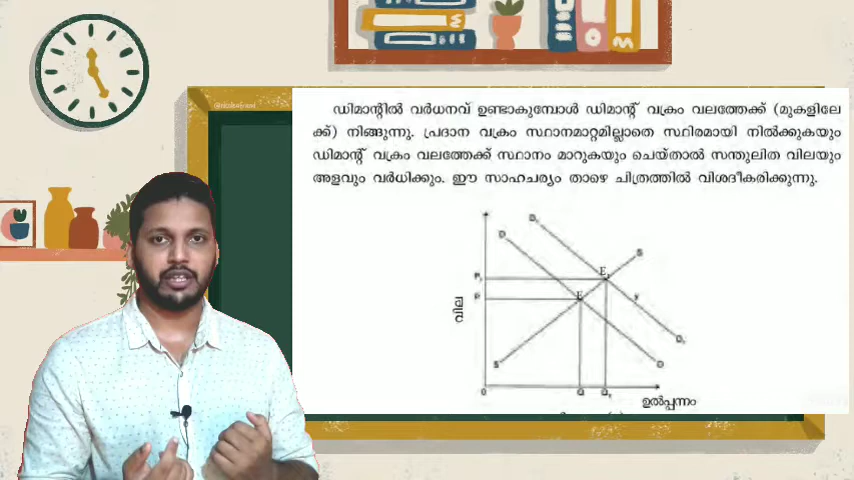 ഡിമാന്റിൽ വർധനവ് ഉണ്ടാകുമ്പോൾ ഡിമാന്റ് വക്രം വലത്തേക്ക് (മുകളിലേ
ക്ക്) നിങ്ങുന്നു. പ്രദാന വക്രം സ്ഥാനമാറ്റമില്ലാതെ സ്ഥിരമായി നിൽക്കുകയും
ഡിമാന്റ് വക്രം വലത്തേക്ക് സ്ഥാനം മാറുകയും ചെയ്താൽ സന്തുലിത വിലയും
അളവും വർധിക്കും. ഈ സാഹചര്യം താഴെ ചിത്രത്തിൽ വിശദീകരിക്കുന്നു.
D₁
D
S
E₁
P₁
E
P
വില
D₁
S
D
O
Q
Q₁
ഉൽപ്പന്നം